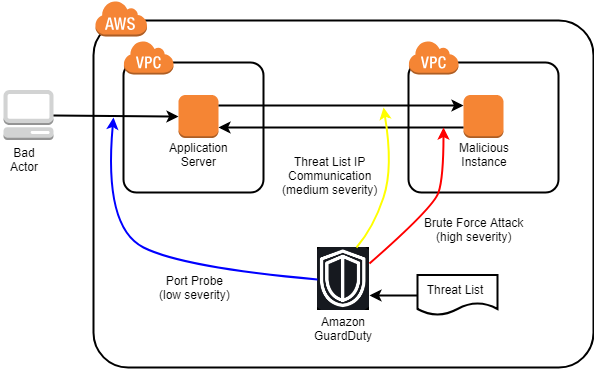 AWS
VPC
VPC
Bad
Actor
Application
Server
Malicious
Instance
Threat List IP
Communication
(medium severity)
Brute Force Attack
(high severity)
Port Probe
(low severity)
Threat List
Amazon
GuardDuty